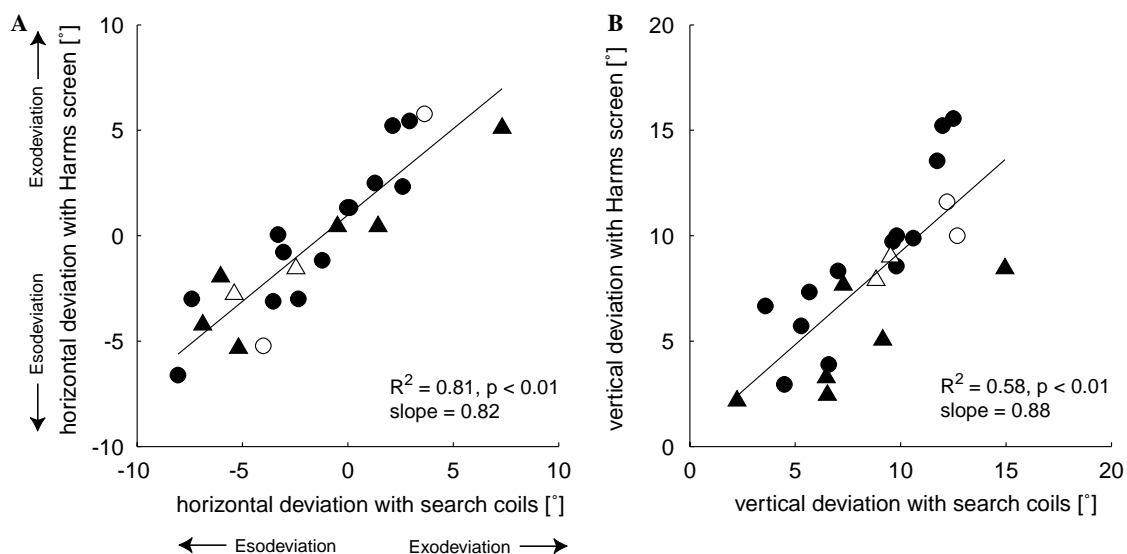 A
B
10
5
0
-5
-10
Exodeviation
Esodeviation
horizontal deviation with Harms screen [°]
R² = 0.81, p < 0.01
slope = 0.82
-10 -5 0 5 10
horizontal deviation with search coils [°]
Esodeviation Exodeviation
20
15
10
5
0
vertical deviation with Harms screen [°]
R² = 0.58, p < 0.01
slope = 0.88
0 5 10 15 20
vertical deviation with search coils [°]